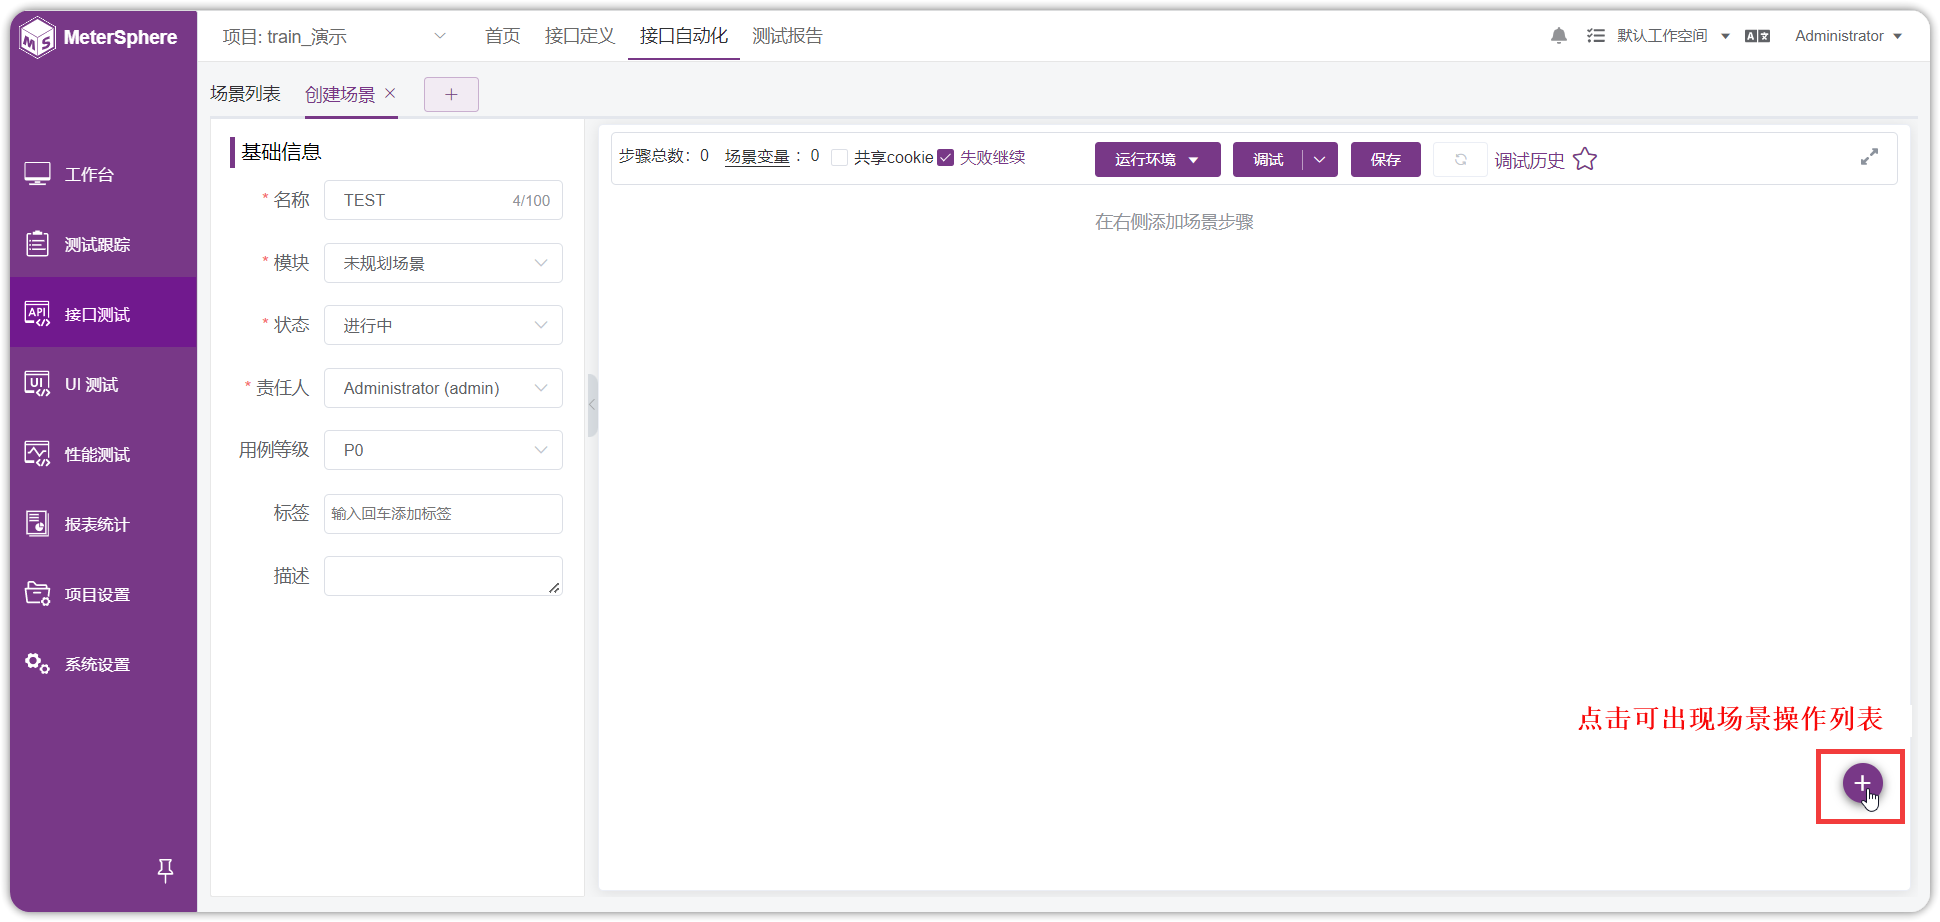 MeterSphere
项目: train_演示
首页
接口定义
接口自动化
测试报告
默认工作空间
Administrator
场景列表
创建场景
+
工作台
测试跟踪
API
接口测试
UI
UI 测试
性能测试
报表统计
项目设置
系统设置
基础信息
* 名称 TEST 4/100
* 模块 未规划场景
* 状态 进行中
* 责任人 Administrator (admin)
用例等级 P0
标签 输入回车添加标签
描述
步骤总数: 0 场景变量 : 0 共享cookie 失败继续
运行环境
调试
保存
调试历史
在右侧添加场景步骤
点击可出现场景操作列表
+